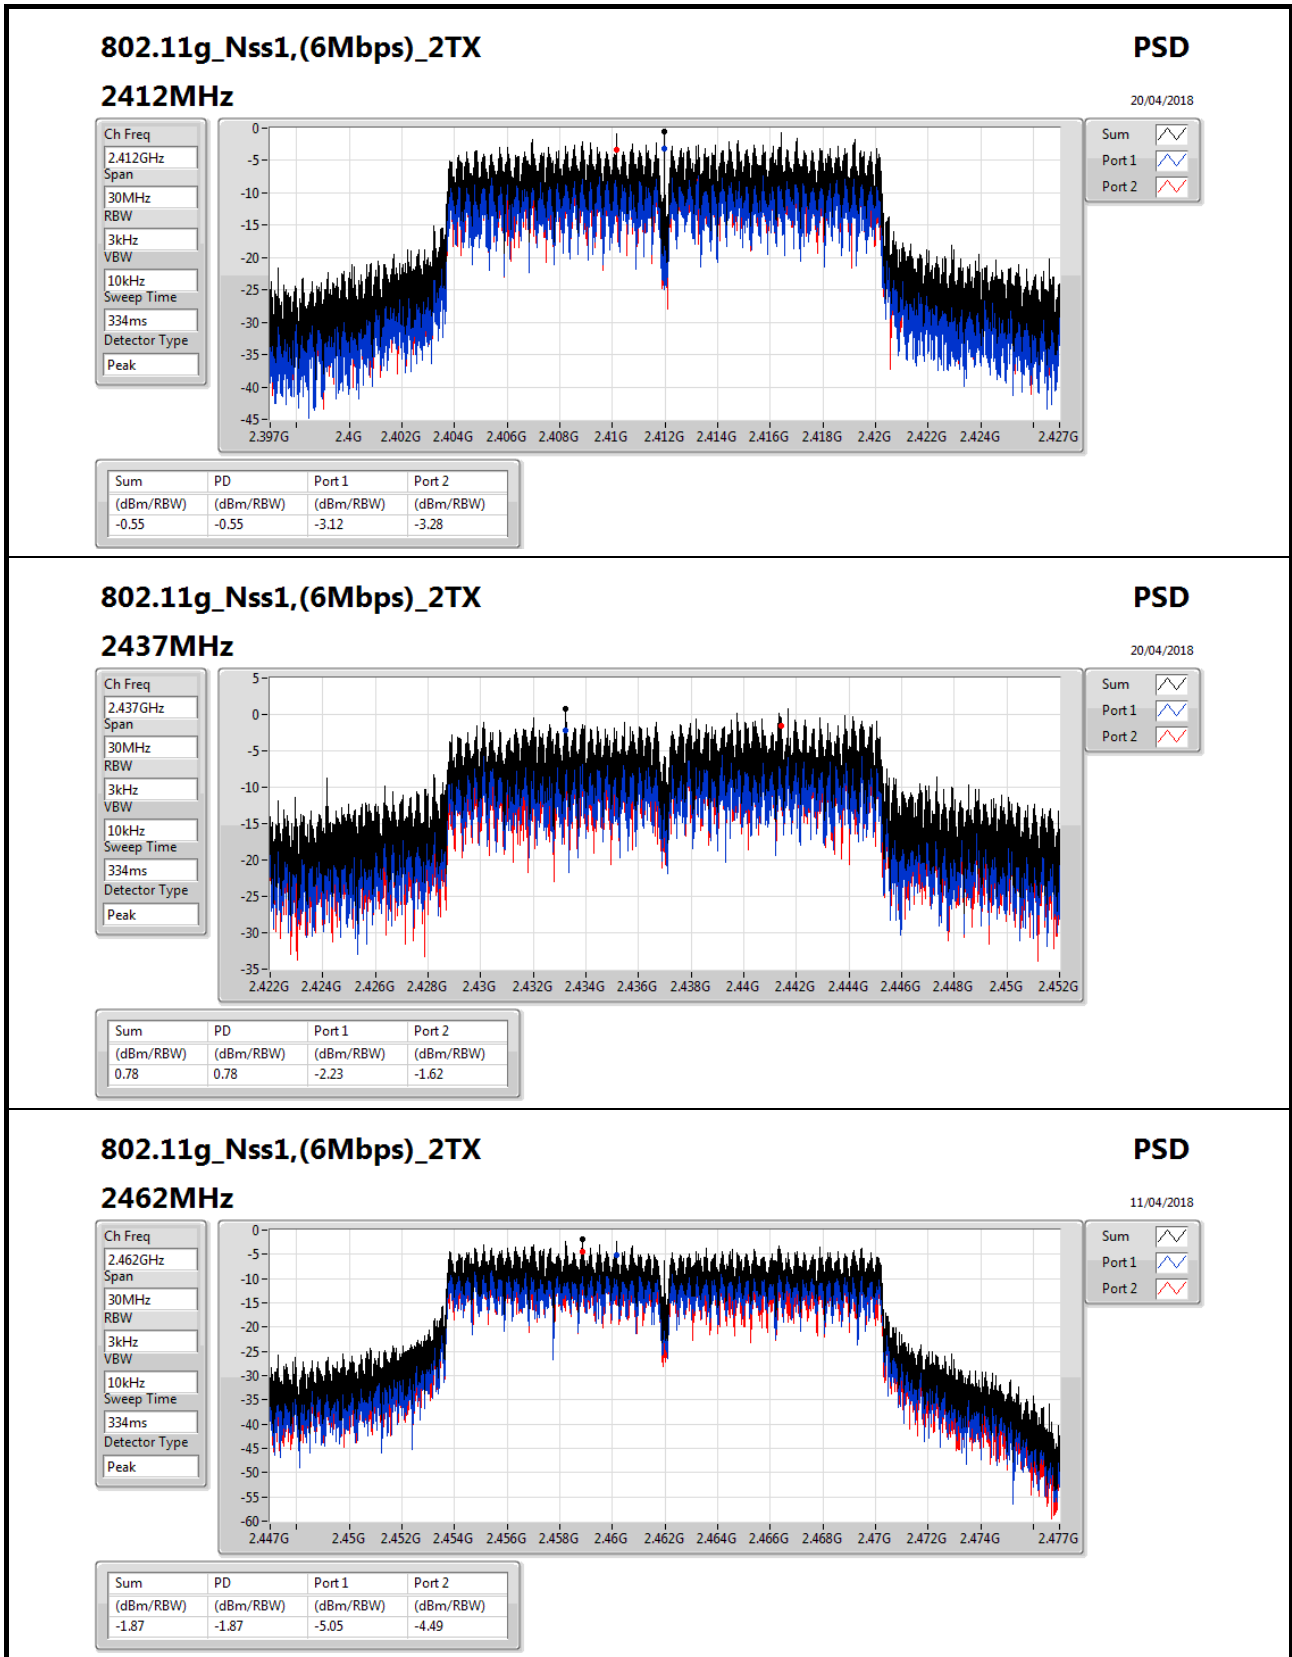 802.11g_Nss1,(6Mbps)_2TX PSD
2412MHz 20/04/2018
Ch Freq
2.412GHz
Span
30MHz
RBW
3kHz
VBW
10kHz
Sweep Time
334ms
Detector Type
Peak
0
-5
-10
-15
-20
-25
-30
-35
-40
-45
2.397G 2.4G 2.402G 2.404G 2.406G 2.408G 2.41G 2.412G 2.414G 2.416G 2.418G 2.42G 2.422G 2.424G 2.427G
Sum
Port 1
Port 2
Sum PD Port 1 Port 2
(dBm/RBW) (dBm/RBW) (dBm/RBW) (dBm/RBW)
-0.55 -0.55 -3.12 -3.28
802.11g_Nss1,(6Mbps)_2TX PSD
2437MHz 20/04/2018
Ch Freq
2.437GHz
Span
30MHz
RBW
3kHz
VBW
10kHz
Sweep Time
334ms
Detector Type
Peak
5
0
-5
-10
-15
-20
-25
-30
-35
2.422G 2.424G 2.426G 2.428G 2.43G 2.432G 2.434G 2.436G 2.438G 2.44G 2.442G 2.444G 2.446G 2.448G 2.45G 2.452G
Sum
Port 1
Port 2
Sum PD Port 1 Port 2
(dBm/RBW) (dBm/RBW) (dBm/RBW) (dBm/RBW)
0.78 0.78 -2.23 -1.62
802.11g_Nss1,(6Mbps)_2TX PSD
2462MHz 11/04/2018
Ch Freq
2.462GHz
Span
30MHz
RBW
3kHz
VBW
10kHz
Sweep Time
334ms
Detector Type
Peak
0
-5
-10
-15
-20
-25
-30
-35
-40
-45
-50
-55
-60
2.447G 2.45G 2.452G 2.454G 2.456G 2.458G 2.46G 2.462G 2.464G 2.466G 2.468G 2.47G 2.472G 2.474G 2.477G
Sum
Port 1
Port 2
Sum PD Port 1 Port 2
(dBm/RBW) (dBm/RBW) (dBm/RBW) (dBm/RBW)
-1.87 -1.87 -5.05 -4.49